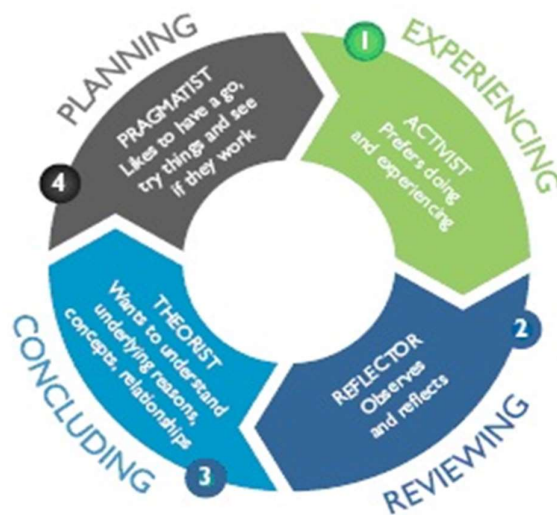 1
EXPERIENCING
ACTIVIST
Prefers doing
and experiencing
2
REVIEWING
REFLECTOR
Observes
and reflects
3
CONCLUDING
THEORIST
Wants to understand
underlying reasons,
concepts, relationships
4
PLANNING
PRAGMATIST
Likes to have a go,
try things and see
if they work